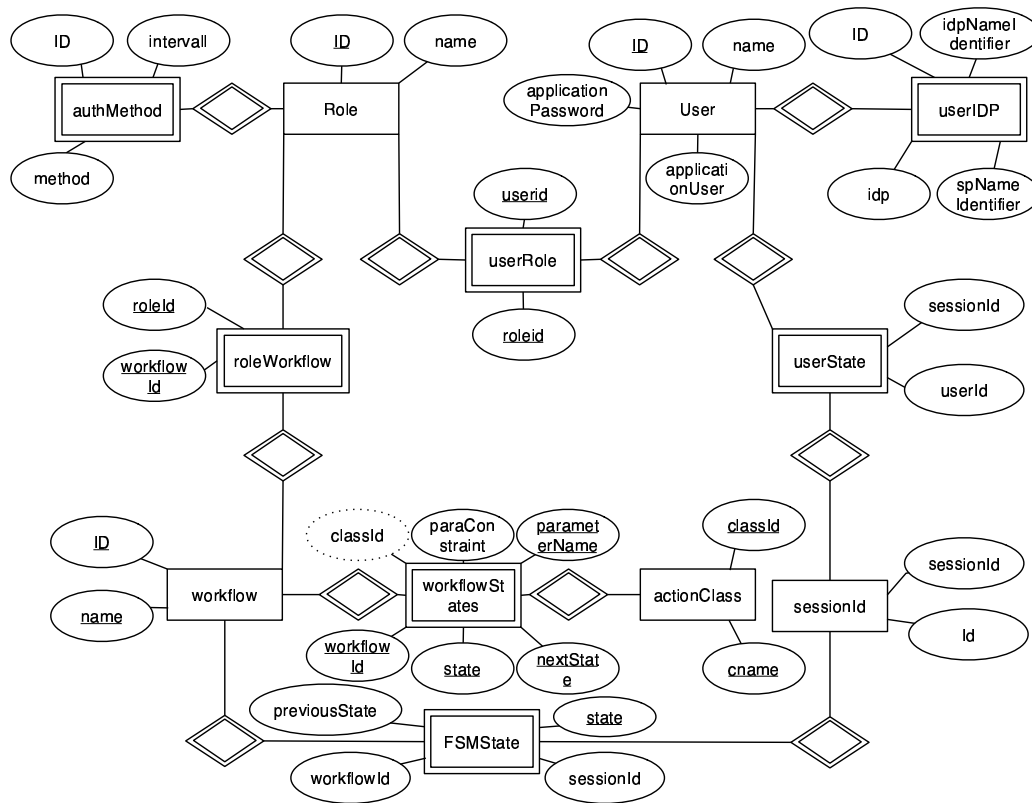 ID
intervall
authMethod
method
ID
name
Role
ID
name
application
Password
User
applicati
onUser
ID
idpNameI
dentifier
userIDP
idp
spName
Identifier
userid
userRole
roleid
roleId
workflow
Id
roleWorkflow
sessionId
userState
userId
ID
name
workflow
classId
paraCon
straint
paramet
erName
workflowSt
ates
workflow
Id
state
nextStat
e
classId
actionClass
cname
sessionId
sessionId
Id
previousState
state
FSMState
workflowId
sessionId